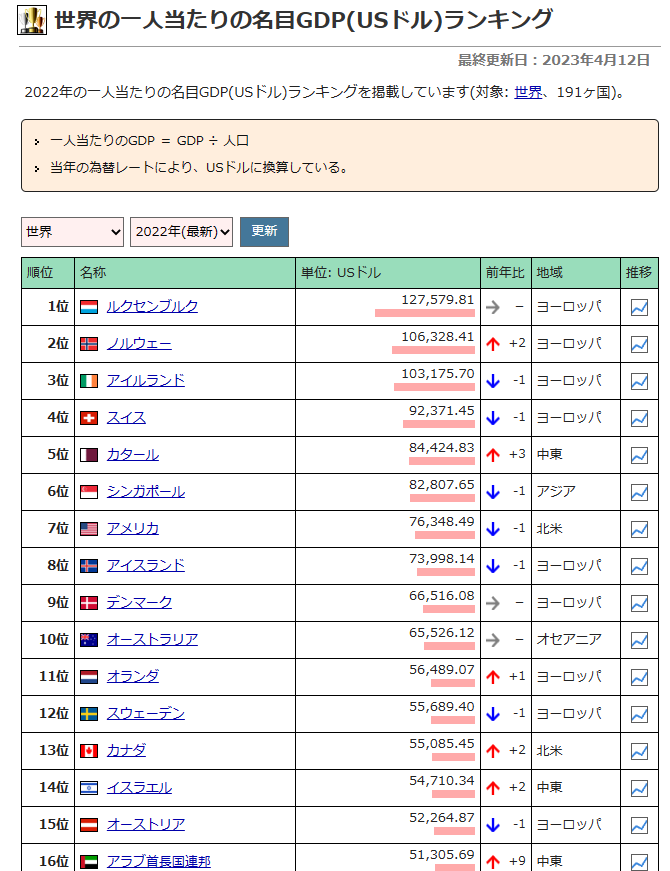 世界の一人当たりの名目GDP(USドル)ランキング
最終更新日：2023年4月12日
2022年の一人当たりの名目GDP(USドル)ランキングを掲載しています(対象: 世界、191ヶ国)。
一人当たりのGDP ＝ GDP ÷ 人口
当年の為替レートにより、USドルに換算している。
世界 2022年(最新) 更新
順位 名称 単位: USドル 前年比 地域 推移
1位 ルクセンブルク 127,579.81 － ヨーロッパ
2位 ノルウェー 106,328.41 +2 ヨーロッパ
3位 アイルランド 103,175.70 -1 ヨーロッパ
4位 スイス 92,371.45 -1 ヨーロッパ
5位 カタール 84,424.83 +3 中東
6位 シンガポール 82,807.65 -1 アジア
7位 アメリカ 76,348.49 -1 北米
8位 アイスランド 73,998.14 -1 ヨーロッパ
9位 デンマーク 66,516.08 － ヨーロッパ
10位 オーストラリア 65,526.12 － オセアニア
11位 オランダ 56,489.07 +1 ヨーロッパ
12位 スウェーデン 55,689.40 -1 ヨーロッパ
13位 カナダ 55,085.45 +2 北米
14位 イスラエル 54,710.34 +2 中東
15位 オーストリア 52,264.87 -1 ヨーロッパ
16位 アラブ首長国連邦 51,305.69 +9 中東